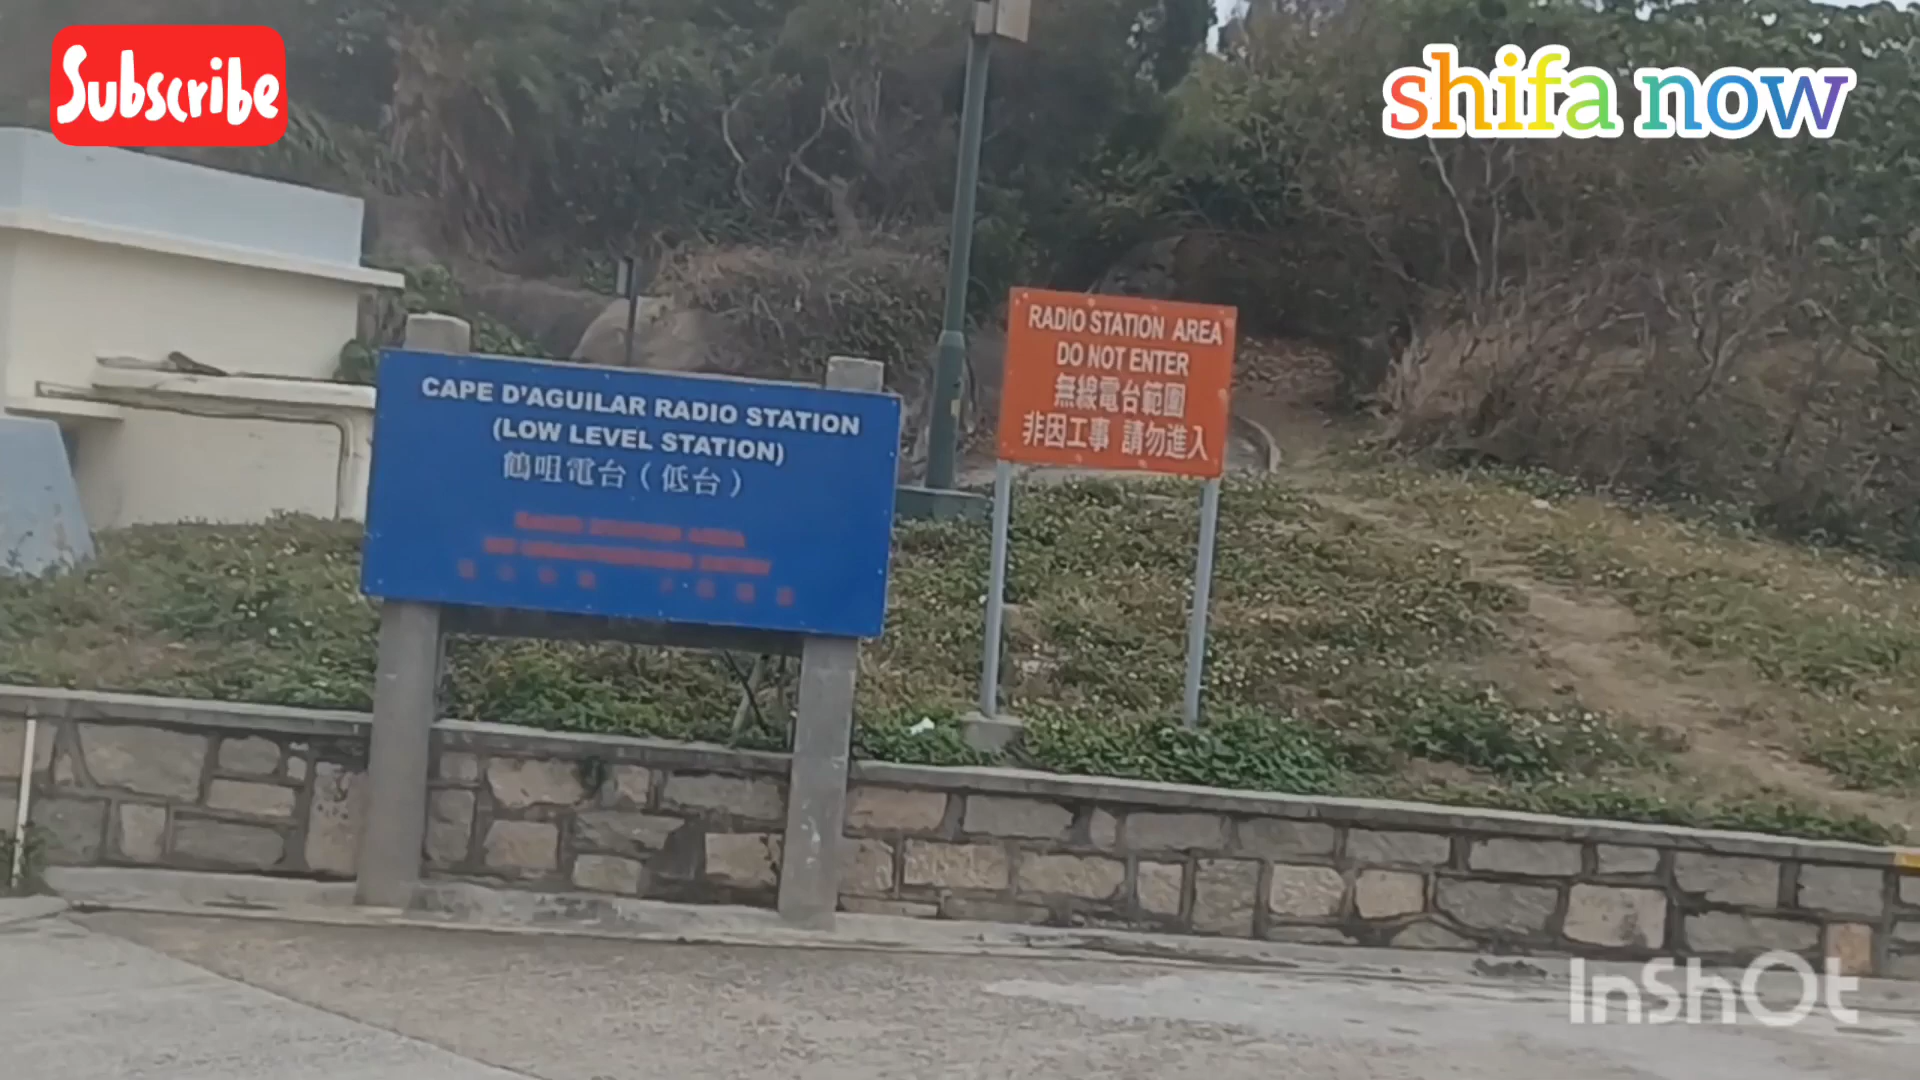 Subscribe
shifa now
CAPE D'AGUILAR RADIO STATION
(LOW LEVEL STATION)
鶴咀電台（低台）
RADIO STATION AREA
DO NOT ENTER
無線電台範圍
非因工事 請勿進入
InShOt